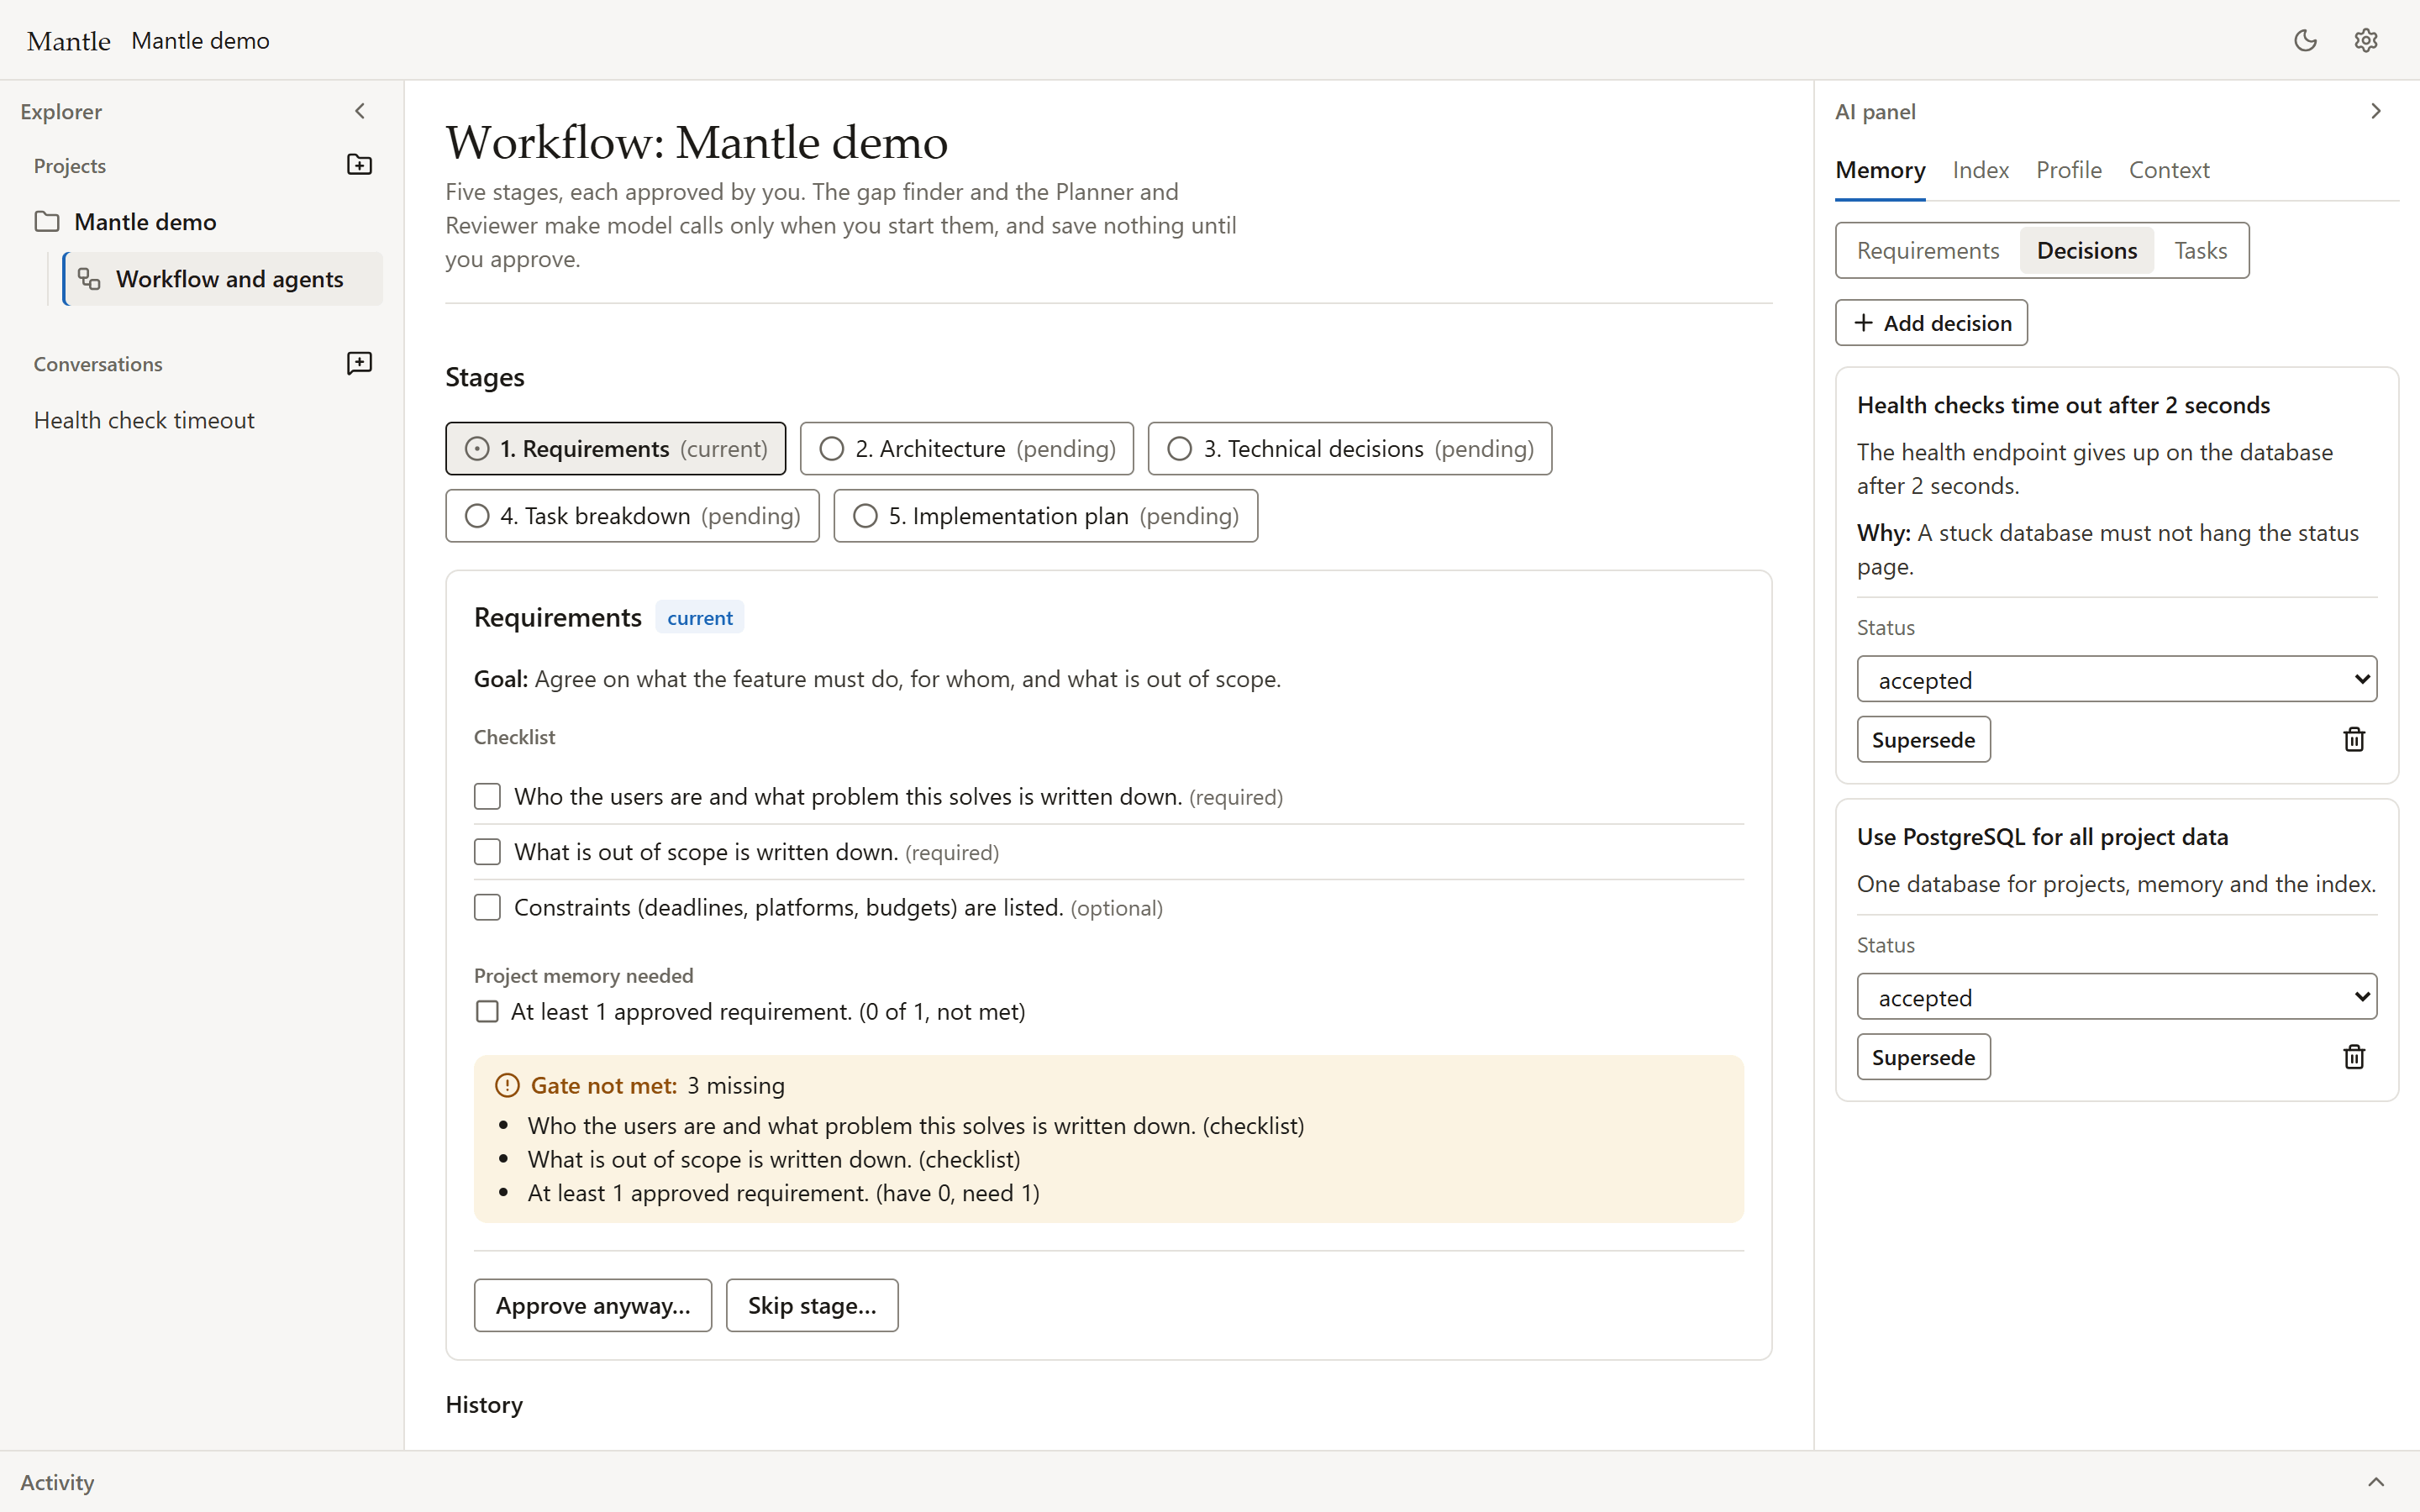 Mantle Mantle demo
Explorer
Projects
Mantle demo
Workflow and agents
Conversations
Health check timeout
Workflow: Mantle demo
Five stages, each approved by you. The gap finder and the Planner and
Reviewer make model calls only when you start them, and save nothing until
you approve.
Stages
1. Requirements (current) 2. Architecture (pending) 3. Technical decisions (pending)
4. Task breakdown (pending) 5. Implementation plan (pending)
Requirements current
Goal: Agree on what the feature must do, for whom, and what is out of scope.
Checklist
Who the users are and what problem this solves is written down. (required)
What is out of scope is written down. (required)
Constraints (deadlines, platforms, budgets) are listed. (optional)
Project memory needed
At least 1 approved requirement. (0 of 1, not met)
Gate not met: 3 missing
• Who the users are and what problem this solves is written down. (checklist)
• What is out of scope is written down. (checklist)
• At least 1 approved requirement. (have 0, need 1)
Approve anyway... Skip stage...
History
AI panel
Memory Index Profile Context
Requirements Decisions Tasks
+ Add decision
Health checks time out after 2 seconds
The health endpoint gives up on the database
after 2 seconds.
Why: A stuck database must not hang the status
page.
Status
accepted
Supersede
Use PostgreSQL for all project data
One database for projects, memory and the index.
Status
accepted
Supersede
Activity